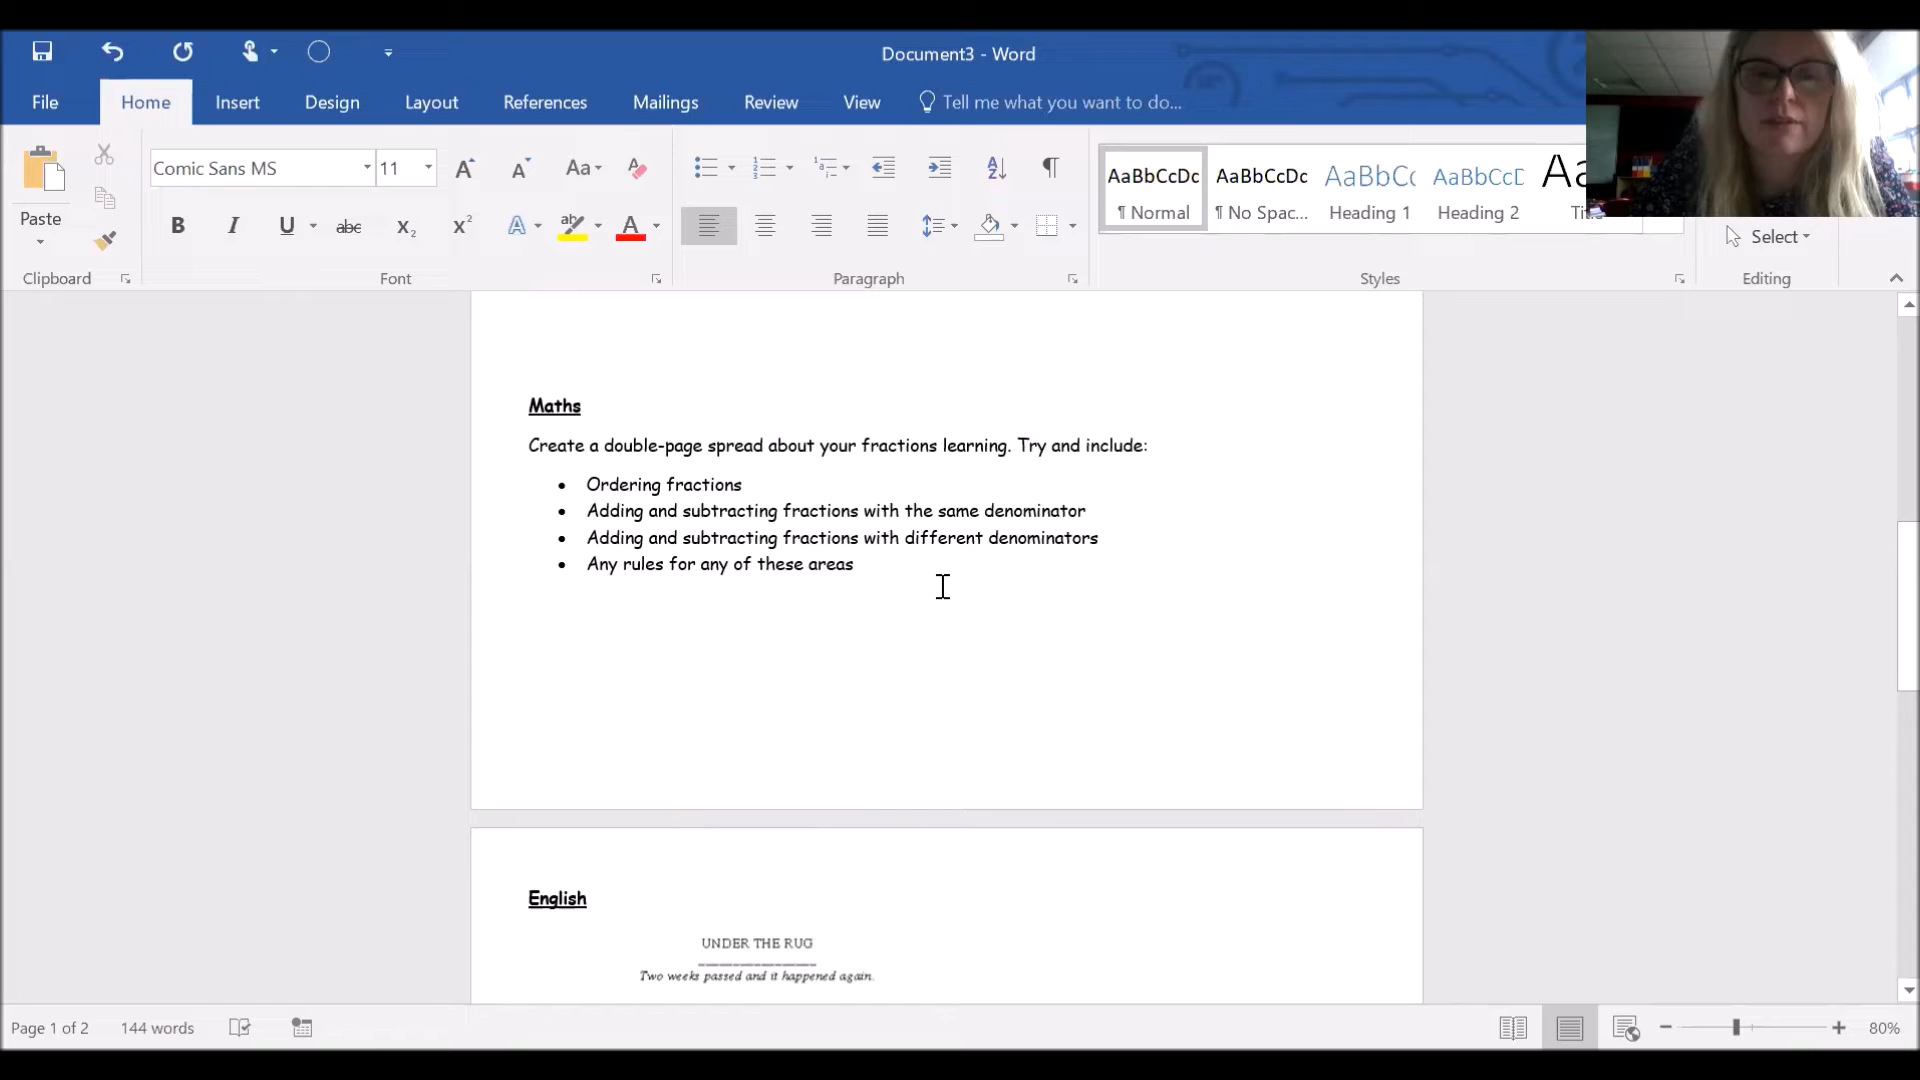 Document3 - Word
File Home Insert Design Layout References Mailings Review View Tell me what you want to do...
Comic Sans MS 11
Paste
Clipboard Font Paragraph Styles Editing
AaBbCcDc AaBbCcDc AaBbC AaBbCcD Aa
¶ Normal ¶ No Spac... Heading 1 Heading 2
Select
Maths
Create a double-page spread about your fractions learning. Try and include:
• Ordering fractions
• Adding and subtracting fractions with the same denominator
• Adding and subtracting fractions with different denominators
• Any rules for any of these areas
English
UNDER THE RUG
Two weeks passed and it happened again.
Page 1 of 2 144 words 80%